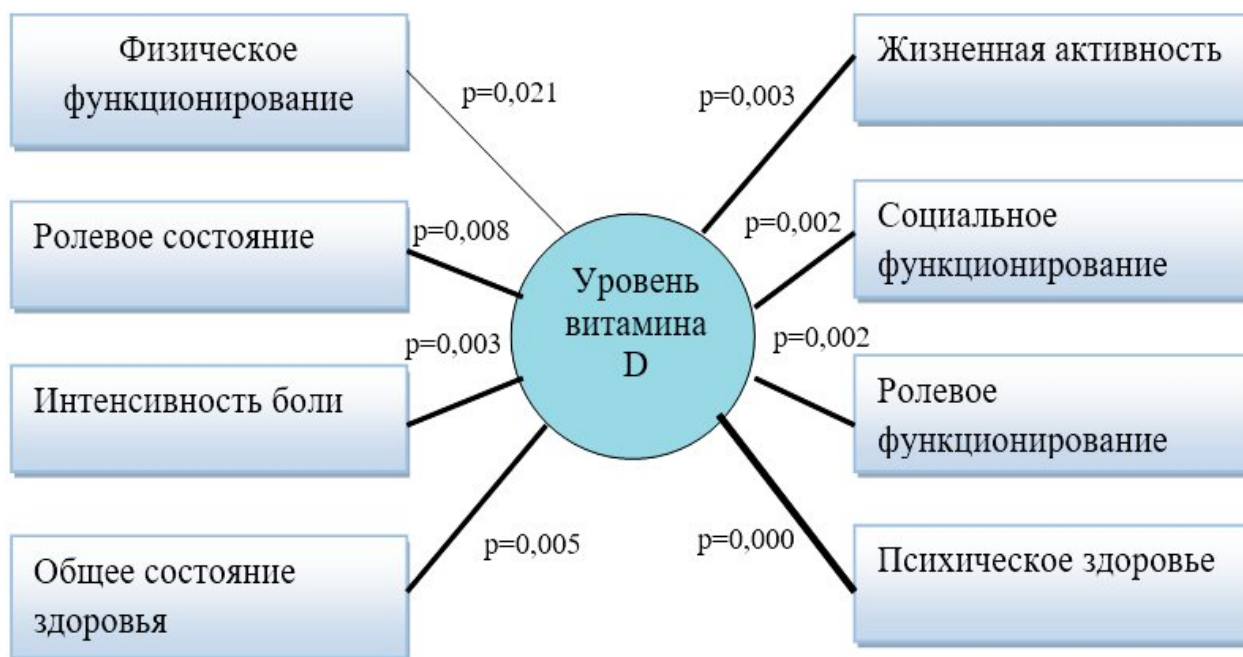 Физическое
функционирование
p=0,021
Ролевое состояние
p=0,008
Интенсивность боли
p=0,003
Общее состояние
здоровья
p=0,005
Уровень
витамина
D
Жизненная активность
p=0,003
Социальное
функционирование
p=0,002
Ролевое
функционирование
p=0,002
Психическое здоровье
p=0,000